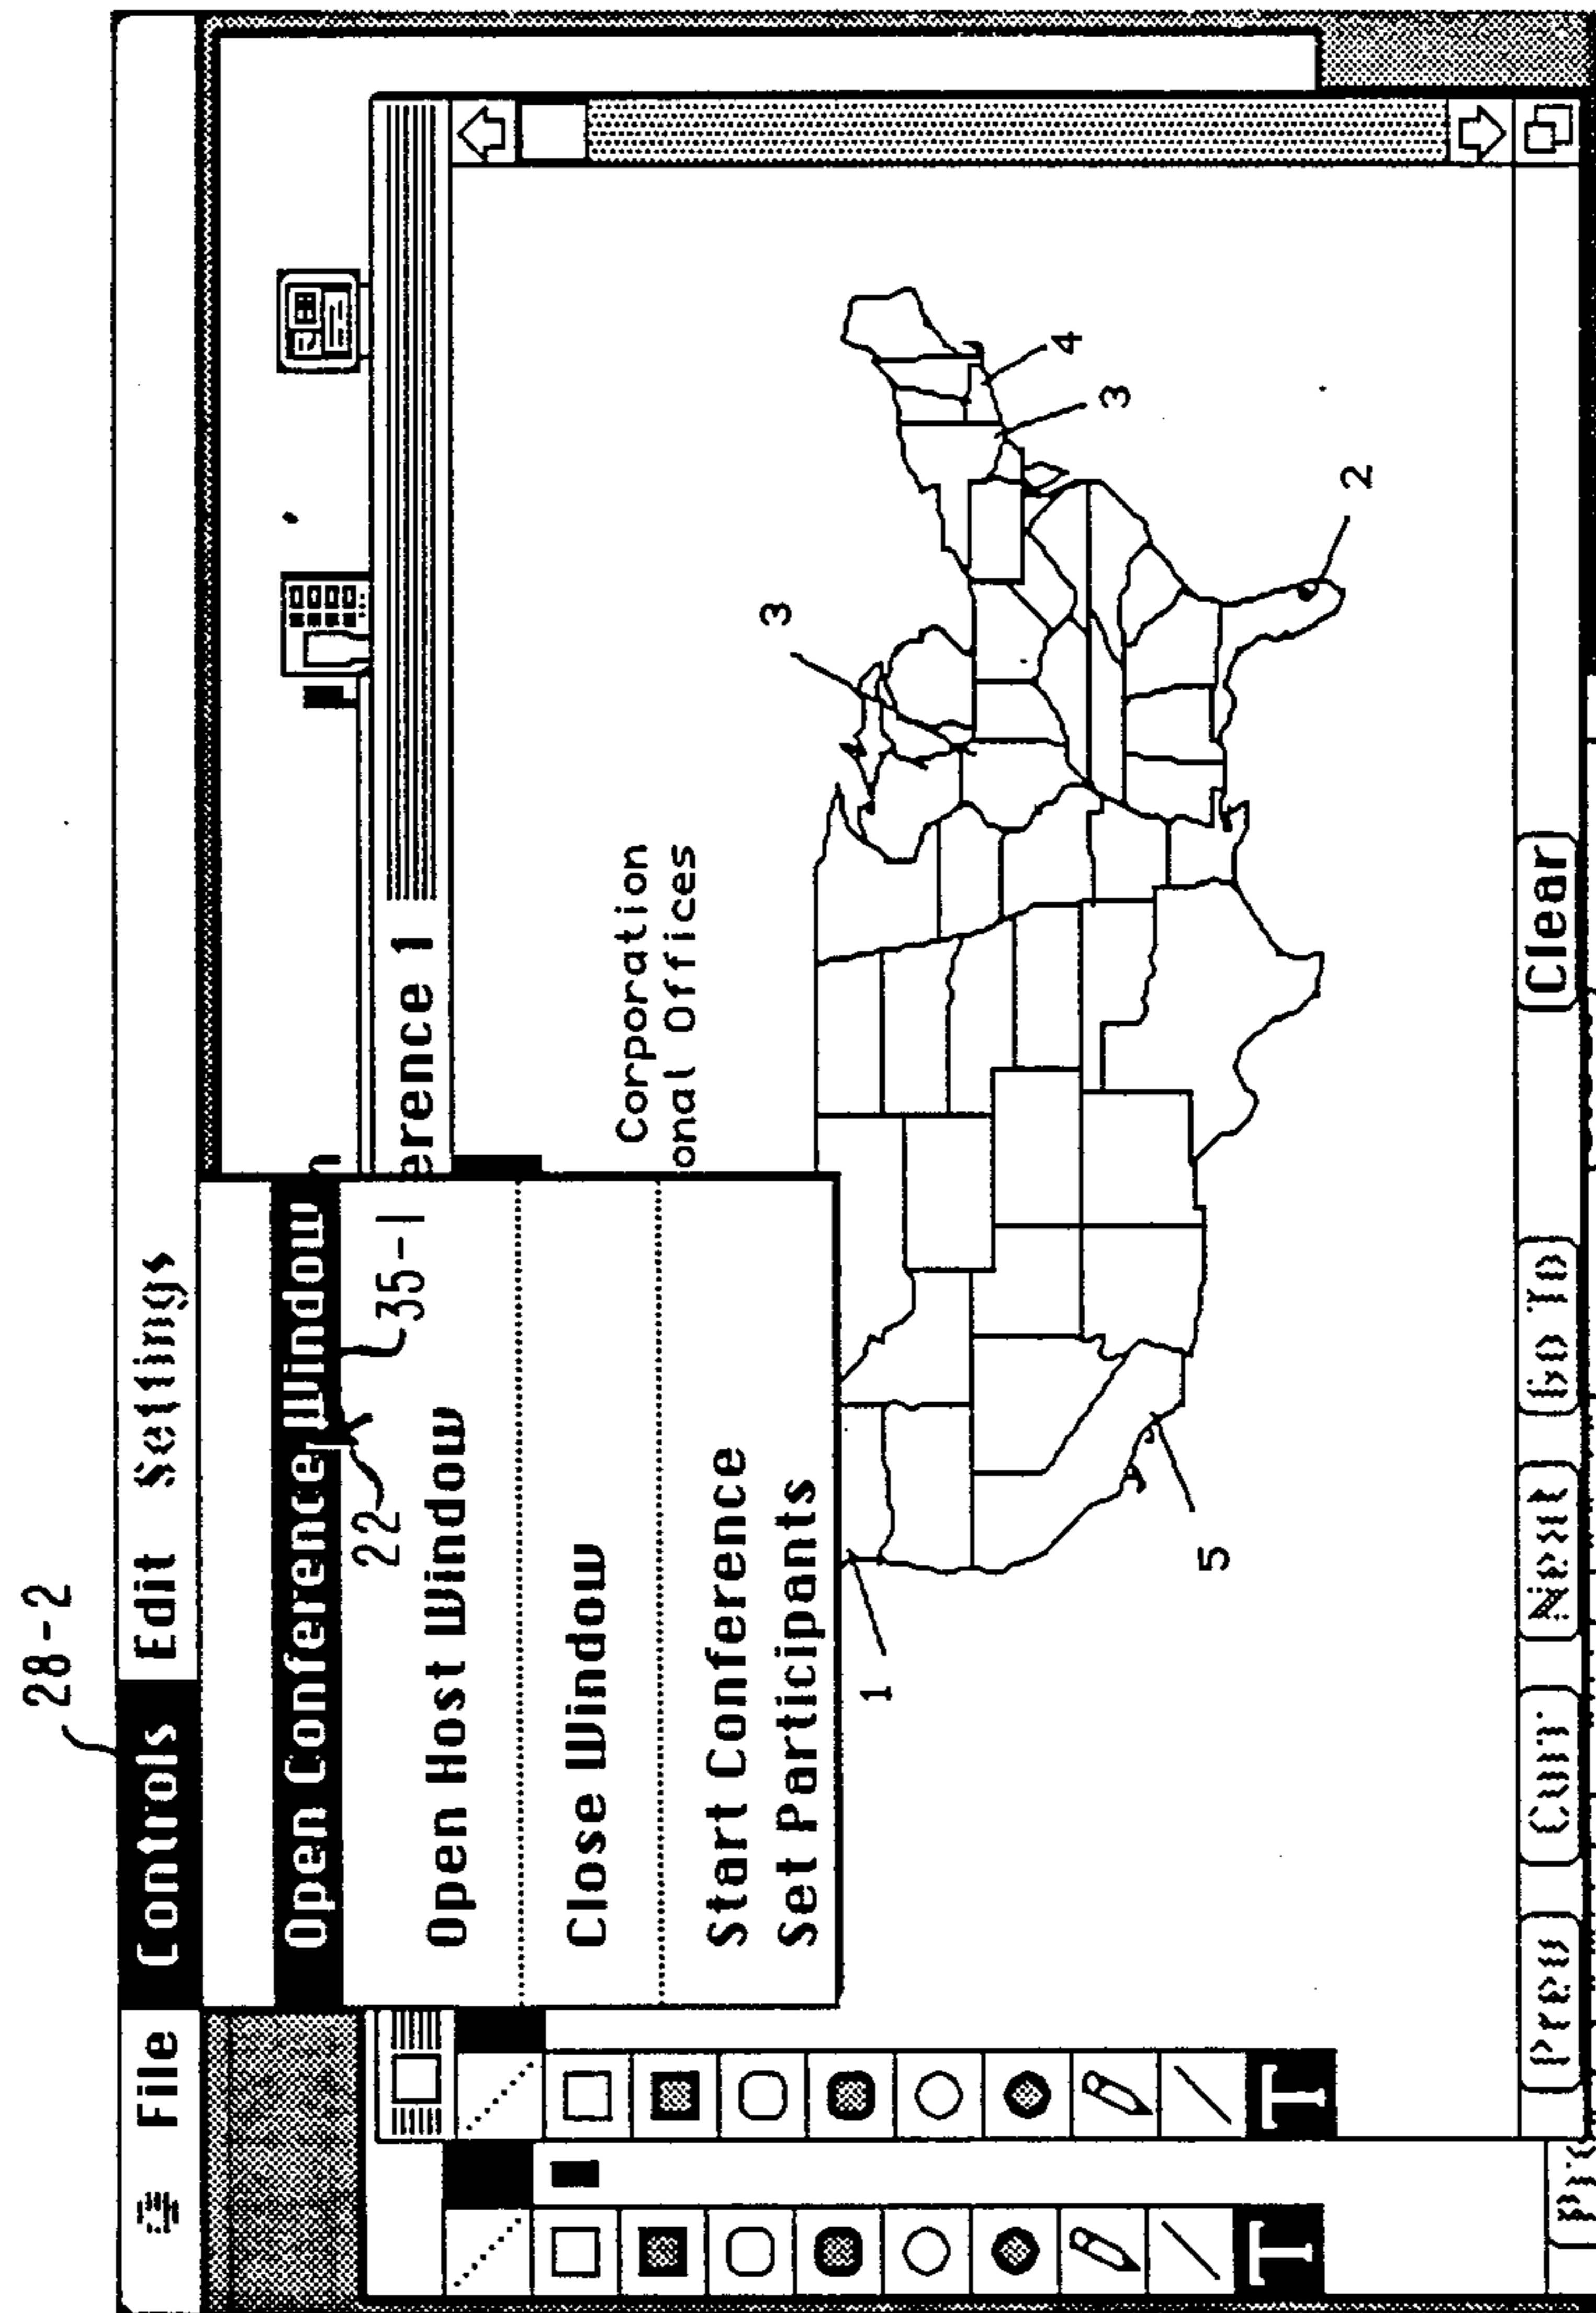 28-2
File Controls Edit Settings
Open Conference Window
22
35-1
Open Host Window
Close Window
Start Conference
Set Participants
erence 1
Corporation
onal Offices
3
4
3
2
1
5
T
T
Prev Curr Next Go To Clear